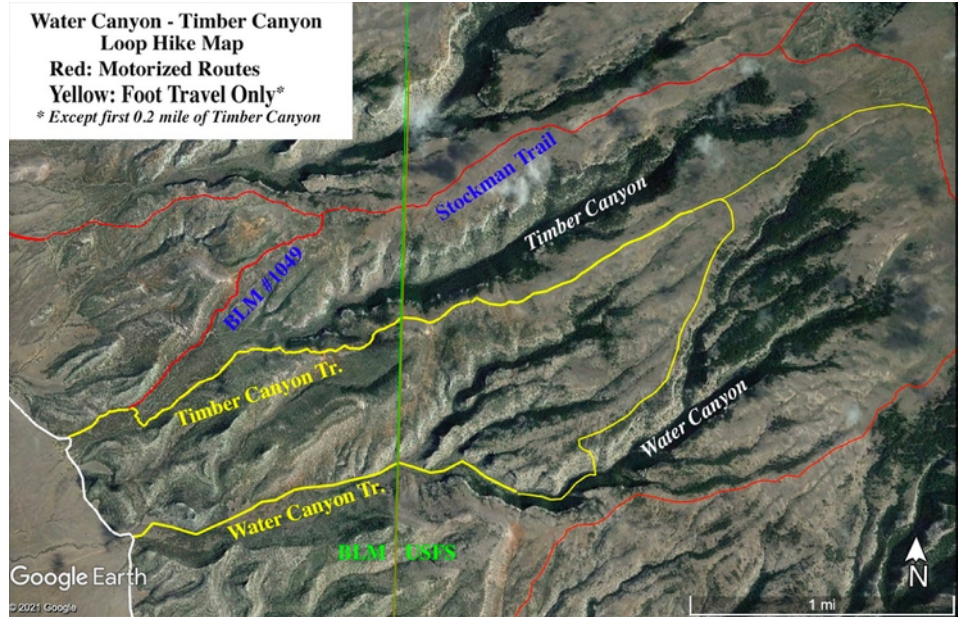 Water Canyon - Timber Canyon
Loop Hike Map
Red: Motorized Routes
Yellow: Foot Travel Only*
* Except first 0.2 mile of Timber Canyon
Stockman Trail
Timber Canyon
BLM #1049
Timber Canyon Tr.
Water Canyon
Water Canyon Tr.
BLM USFS
Google Earth
© 2021 Google
N
1 mi